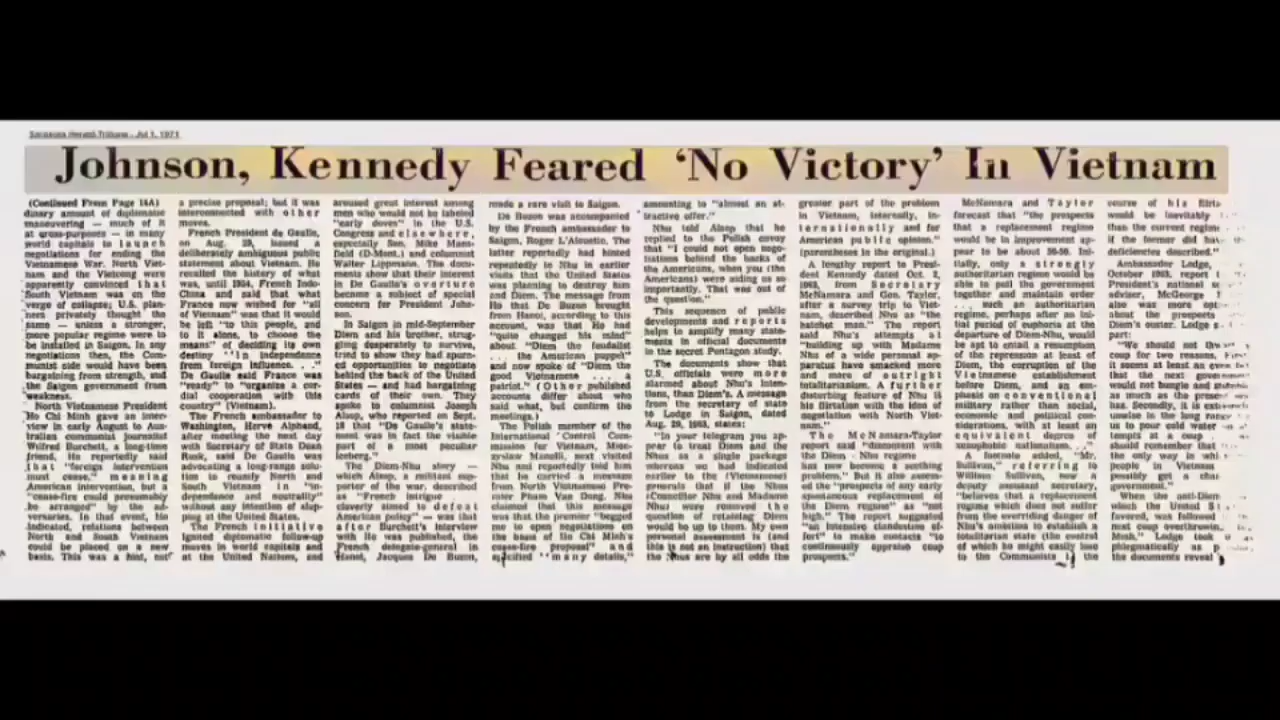 Sarasota Herald-Tribune - Jul 1, 1971
Johnson, Kennedy Feared 'No Victory' In Vietnam
(Continued From Page 14A)
dinary amount of diplomatic
maneuvering — much of it
at cross-purposes — in many
world capitals to launch
negotiations for ending the
Vietnamese War. North Viet-
nam and the Vietcong were
apparently convinced that
South Vietnam was on the
verge of collapse; U.S. plan-
ners privately thought the
same — unless a stronger,
more popular regime were to
be installed in Saigon. In any
negotiations then, the Com-
munist side would have been
bargaining from strength, and
the Saigon government from
weakness.
North Vietnamese President
Ho Chi Minh gave an inter-
view in early August to Aus-
tralian communist journalist
Wilfred Burchett, a long-time
friend, He reportedly said
that "foreign intervention
must cease," meaning
American intervention, but a
"cease-fire could presumably
be arranged" by the ad-
versaries. In that event, Ho
indicated, relations between
North and South Vietnam
could be placed on a new
basis. This was a hint, not
a precise proposal; but it was
interconnected with other
moves.
French President de Gaulle,
on Aug. 29, issued a
deliberately ambiguous public
statement about Vietnam. He
recalled the history of what
was, until 1954, French Indo-
China and said that what
France now wished for "all
of Vietnam" was that it would
be left "to this people, and
to it alone, to choose the
means of deciding its own
destiny "in independence
from foreign influence. . ."
De Gaulle said France was
"ready" to "organize a cor-
dial cooperation with this
country" (Vietnam).
The French ambassador to
Washington, Herve Alphand,
after meeting the next day
with Secretary of State Dean
Rusk, said De Gaulle was
advocating a long-range solu-
tion to reunify North and
South Vietnam in "in-
dependence and neutrality"
without any intention of slap-
ping at the United States.
The French initiative
ignited diplomatic follow-up
moves in world capitals and
at the United Nations, and
aroused great interest among
men who would not be labeled
"early doves" in the U.S.
Congress and elsewhere,
especially Sen. Mike Mans-
field (D-Mont.) and columnist
Walter Lippmann. The docu-
ments show that their interest
in De Gaulle's overture
became a subject of special
concern for President John-
son.
In Saigon in mid-September
Diem and his brother, strug-
gling desperately to survive,
tried to show they had spurn-
ed opportunities to negotiate
behind the back of the United
States — and had bargaining
cards of their own. They
spoke to columnist Joseph
Alsop, who reported on Sept.
18 that "De Gaulle's state-
ment was in fact the visible
part of a most peculiar
iceberg."
The Diem-Nhu story —
which Alsop, a militant sup-
porter of the war, described
as "French intrigue
cleverly aimed to defeat
American policy" — was that
after Burchett's interview
with Ho was published, the
French delegate-general in
Hanoi, Jacques De Buzon,
made a rare visit to Saigon.
De Buzon was accompanied
by the French ambassador to
Saigon, Roger L'Alouette. The
latter reportedly had hinted
repeatedly to Nhu in earlier
visits that the United States
was planning to destroy him
and Diem. The message from
Ho that De Buzon brought
from Hanoi, according to this
account, was that Ho had
"quite changed his mind"
about "Diem the feudalist
. . . the American puppet"
and now spoke of "Diem the
good Vietnamese . . . a
patriot." (Other published
accounts differ about who
said what, but confirm the
meetings.)
The Polish member of the
International Control Com-
mission for Vietnam, Miec-
zyslaw Manelli, next visited
Nhu and reportedly told him
that he carried a message
from North Vietnamese Pre-
mier Pham Van Dong. Nhu
claimed that this message
was that the premier "begged
me to open negotiations on
the basis of Ho Chi Minh's
cease-fire proposal" and
applied "many details,"
amounting to "almost an at-
tractive offer."
Nhu told Alsop that he
replied to the Polish envoy
that "I could not open nego-
tiations behind the backs of
the Americans, when you (the
Americans) were aiding us so
importantly. That was out of
the question."
This sequence of public
developments and reports
helps to amplify many state-
ments in official documents
in the secret Pentagon study.
The documents show that
U.S. officials were more
alarmed about Nhu's inten-
tions, than Diem's. A message
from the secretary of state
to Lodge in Saigon, dated
Aug. 29, 1963, states:
"In your telegram you ap-
pear to treat Diem and the
Nhus as a single package
whereas we had indicated
earlier to the (Vietnamese)
generals that if the Nhus
(Councillor Nhu and Madame
Nhu) were removed the
question of retaining Diem
would be up to them. My own
personal assessment is (and
this is not an instruction) that
the Nhus are by all odds the
greater part of the problem
in Vietnam, internally, in-
ternationally and for
American public opinion."
(parentheses in the original.)
A lengthy report to Presi-
dent Kennedy dated Oct. 2,
1963, from Secretary
McNamara and Gen. Taylor,
after a survey trip to Viet-
nam, described Nhu as "the
hatchet man." The report
said Nhu's attempts at
"building up with Madame
Nhu of a wide personal ap-
paratus have smacked more
and more of outright
totalitarianism. A further
disturbing feature of Nhu is
his flirtation with the idea of
negotiation with North Viet-
nam."
The McNamara-Taylor
report said "discontent with
the Diem - Nhu regime
has now become a seething
problem." But it also assess-
ed the "prospects of any early
spontaneous replacement of
the Diem regime" as "not
high." The report suggested
"an intensive clandestine ef-
fort" to make contacts "to
continously appraise coup
prospects."
McNamara and Taylor
forecast that "the prospects
that a replacement regime
would be in improvement ap-
pear to be about 50-50. Ini-
tially, only a strongly
authoritarian regime would be
able to pull the government
together and maintain order
. . . such an authoritarian
regime, perhaps after an ini-
tial period of euphoria at the
departure of Diem-Nhu, would
be apt to entail a resumption
of the repression at least of
Diem, the corruption of the
Vietnamese establishment
before Diem, and an em-
phasis on conventional
military rather than social,
economic and political con-
siderations, with at least an
equivalent degree of
xenophobic nationalism. . ."
A footnote added, "Mr.
Sullivan," referring to
William Sullivan, now a
deputy assistant secretary,
"believes that a replacement
regime which does not suffer
from the overriding danger of
Nhu's ambition to establish a
totalitarian state (the control
of which he might easily lose
to the Communists in the
course of his flirta
would be inevitably
than the current regime
if the former did have
deficiencies described."
Ambassador Lodge,
October 1963, report
President's national s
adviser, McGeorge
also was more opt
about the prospects
Diem's ouster. Lodge
part:
"We should not
coup for two reasons,
it seems at least an even
that the next gover
would not bungle and
as much as the present
has. Secondly, it is
unwise in the long range
us to pour cold water
tempts at a coup
should remember that
the only way in whi
people in Vietnam
possibly get a chan
government."
When the anti-Diem
which the United S
favored, was followed
next coup overthrowin
Minh," Lodge took
phlegmatically as
the documents reveal